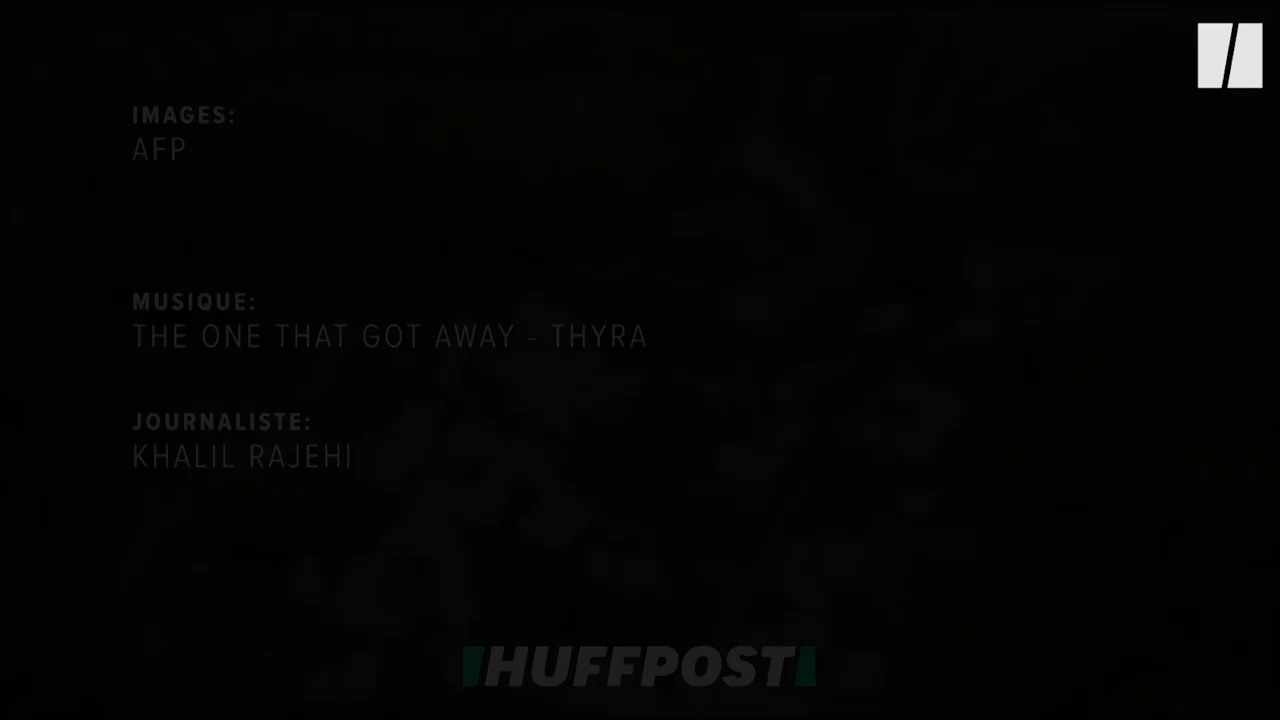 IMAGES:
AFP
MUSIQUE:
THE ONE THAT GOT AWAY - THYRA
JOURNALISTE:
KHALIL RAJEHI
HUFFPOST